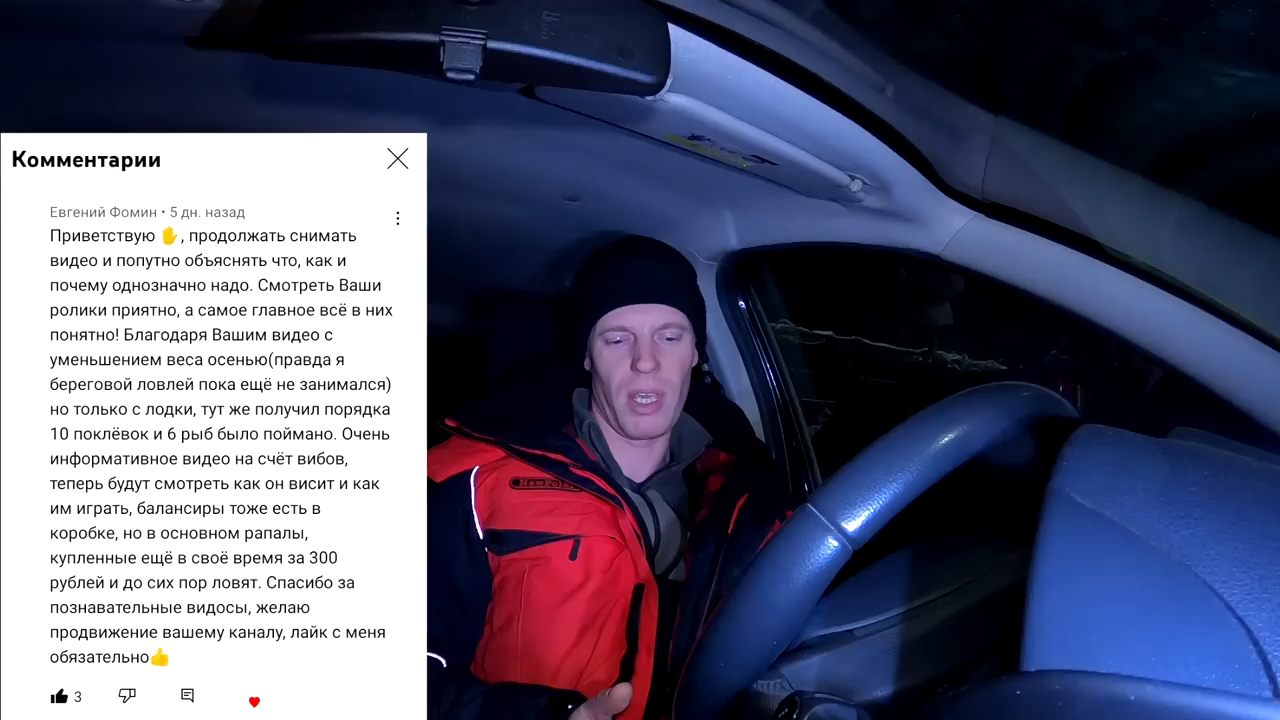 Комментарии
Евгений Фомин • 5 дн. назад
Приветствую ✋, продолжать снимать
видео и попутно объяснять что, как и
почему однозначно надо. Смотреть Ваши
ролики приятно, а самое главное всё в них
понятно! Благодаря Вашим видео с
уменьшением веса осенью(правда я
береговой ловлей пока ещё не занимался)
но только с лодки, тут же получил порядка
10 поклёвок и 6 рыб было поймано. Очень
информативное видео на счёт вибов,
теперь будут смотреть как он висит и как
им играть, балансиры тоже есть в
коробке, но в основном рапалы,
купленные ещё в своё время за 300
рублей и до сих пор ловят. Спасибо за
познавательные видосы, желаю
продвижение вашему каналу, лайк с меня
обязательно👍
3